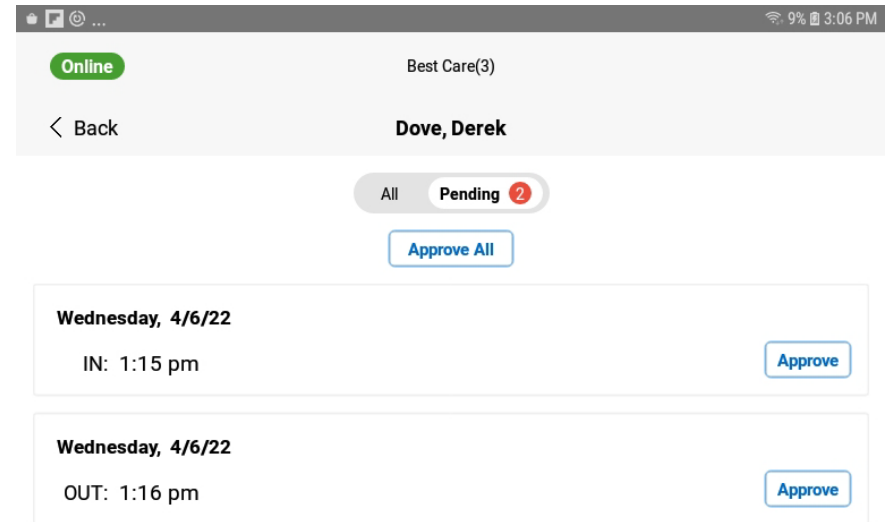 ... 9% 3:06 PM
Online Best Care(3)
Back Dove, Derek
All Pending 2
Approve All
Wednesday, 4/6/22
IN: 1:15 pm Approve
Wednesday, 4/6/22
OUT: 1:16 pm Approve